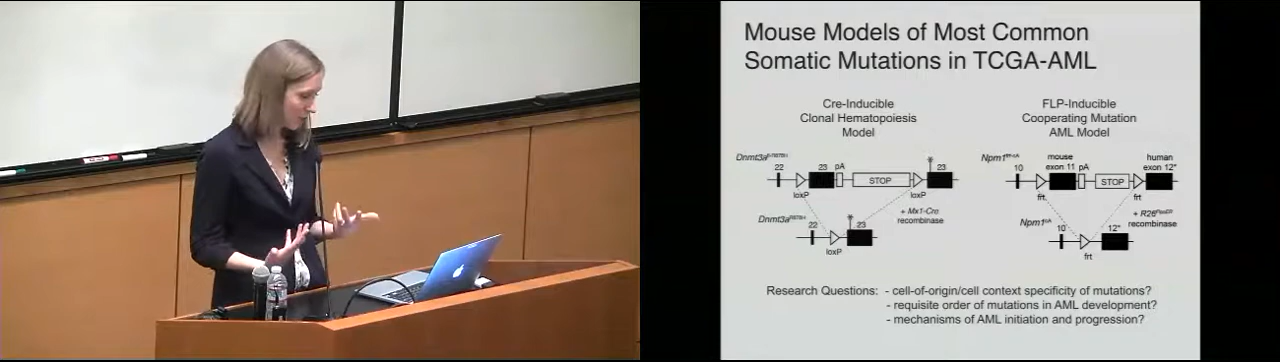 Mouse Models of Most Common
Somatic Mutations in TCGA-AML
Cre-Inducible
Clonal Hematopoiesis
Model
FLP-Inducible
Cooperating Mutation
AML Model
22
23
pA
STOP
23
loxP
loxP
+ Mx1-Cre
recombinase
22
23
loxP
10
mouse
exon 11
pA
STOP
human
exon 12*
frt
frt
recombinase
10
12*
frt
Research Questions: - cell-of-origin/cell context specificity of mutations?
- requisite order of mutations in AML development?
- mechanisms of AML initiation and progression?